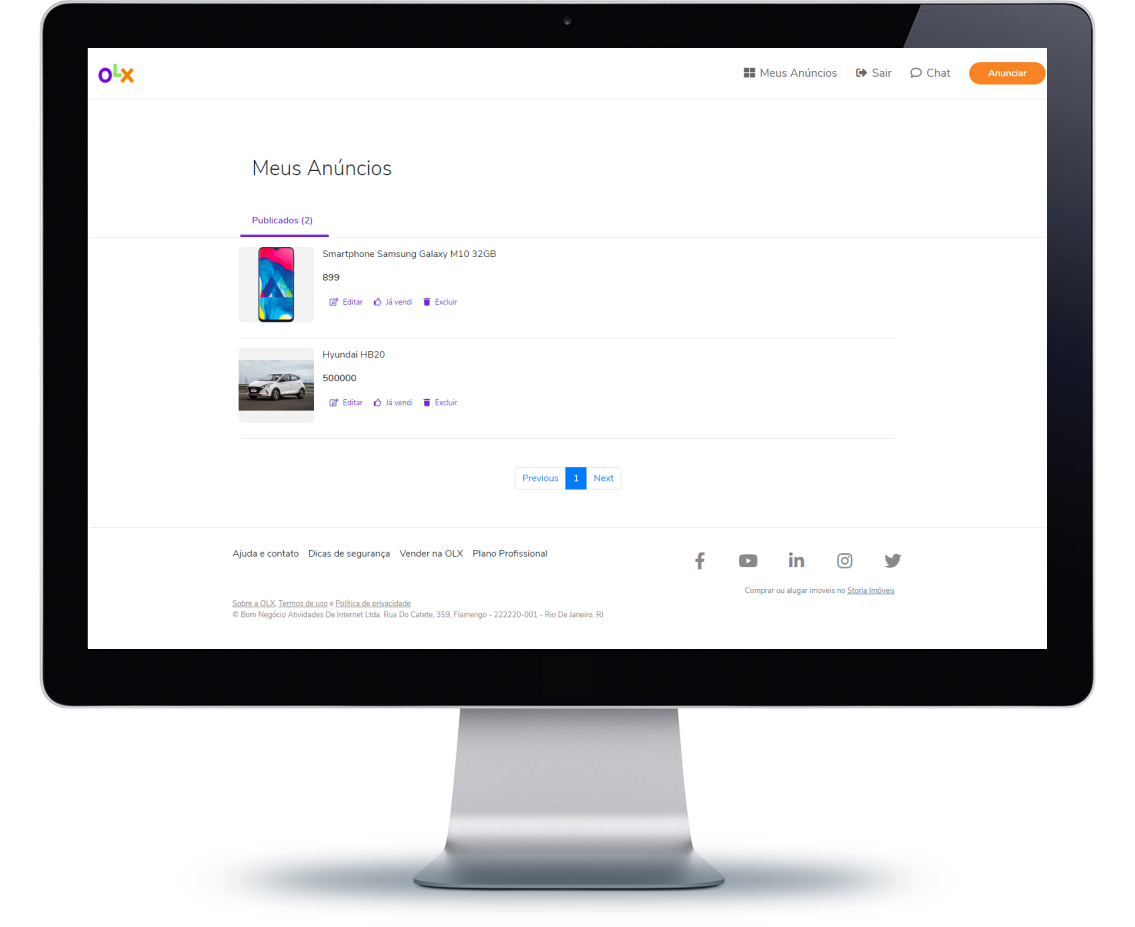 OLX
Meus Anúncios Sair Chat Anunciar
Meus Anúncios
Publicados (2)
Smartphone Samsung Galaxy M10 32GB
899
Editar Já vendi Excluir
Hyundai HB20
500000
Editar Já vendi Excluir
Previous 1 Next
Ajuda e contato Dicas de segurança Vender na OLX Plano Profissional
Comprar ou alugar imoveis no Storia Imóveis
Sobre a OLX, Termos de uso e Política de privacidade
© Bom Negócio Atividades De Internet Ltda. Rua Do Catete, 359, Flamengo - 222220-001 - Rio De Janeiro, RJ